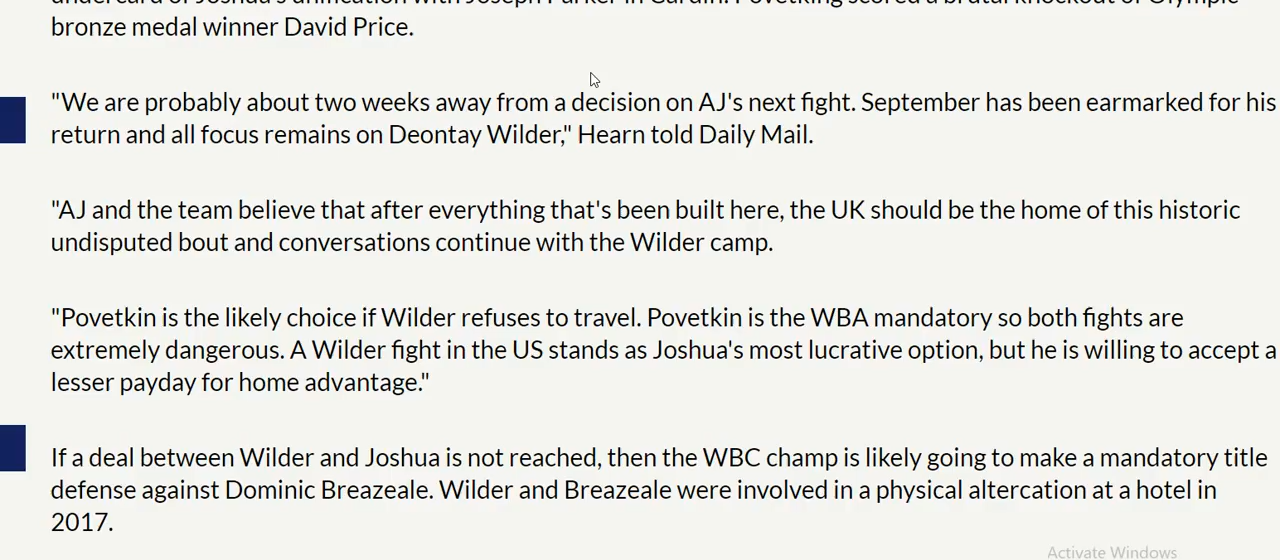 bronze medal winner David Price.
"We are probably about two weeks away from a decision on AJ's next fight. September has been earmarked for his
return and all focus remains on Deontay Wilder," Hearn told Daily Mail.
"AJ and the team believe that after everything that's been built here, the UK should be the home of this historic
undisputed bout and conversations continue with the Wilder camp.
"Povetkin is the likely choice if Wilder refuses to travel. Povetkin is the WBA mandatory so both fights are
extremely dangerous. A Wilder fight in the US stands as Joshua's most lucrative option, but he is willing to accept a
lesser payday for home advantage."
If a deal between Wilder and Joshua is not reached, then the WBC champ is likely going to make a mandatory title
defense against Dominic Breazeale. Wilder and Breazeale were involved in a physical altercation at a hotel in
2017.
Activate Windows